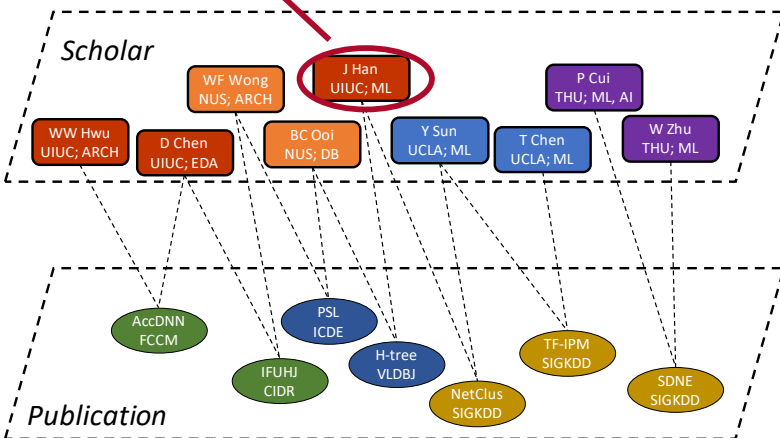 Scholar
WF Wong
NUS; ARCH
J Han
UIUC; ML
P Cui
THU; ML, AI
WW Hwu
UIUC; ARCH
D Chen
UIUC; EDA
BC Ooi
NUS; DB
Y Sun
UCLA; ML
T Chen
UCLA; ML
W Zhu
THU; ML
AccDNN
FCCM
PSL
ICDE
IFUHJ
CIDR
H-tree
VLDBJ
NetClus
SIGKDD
TF-IPM
SIGKDD
SDNE
SIGKDD
Publication